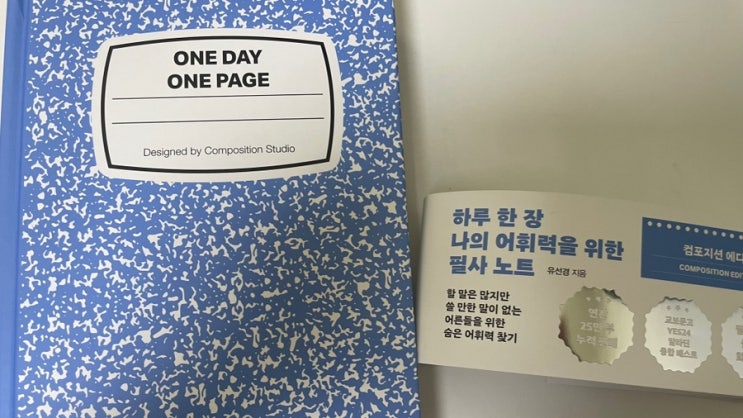 ONE DAY
ONE PAGE
Designed by Composition Studio
하루 한 장
나의 어휘력을 위한
필사 노트
유선경 지음
할 말은 많지만
쓸 만한 말이 없는
어른들을 위한
숨은 어휘력 찾기
컴포지션 에디
COMPOSITION EDI
25만 부
누적
교보문고
YES24
알라딘
종합 베스트